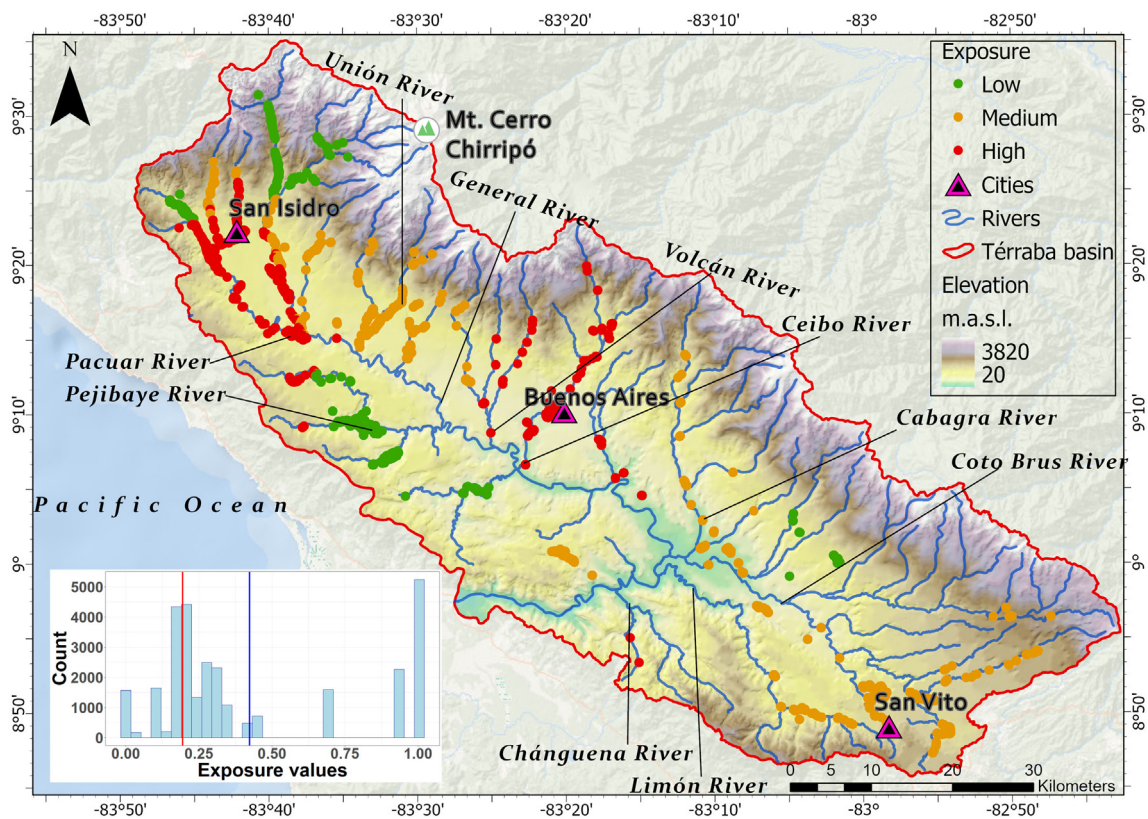 -83°50'
-83°40'
-83°30'
-83°20'
-83°10'
-83°
-82°50'
N
Unión River
Mt. Cerro
Chirripó
General River
San Isidro
Volcán River
Ceibo River
Pacuar River
Pejibaye River
Buenos Aires
Cabagra River
Coto Brus River
Pacific Ocean
San Vito
Chánguena River
Limón River
Exposure
Low
Medium
High
Cities
Rivers
Térraba basin
Elevation
m.a.s.l.
3820
20
9°30'
9°20'
9°10'
9°
8°50'
9°30'
9°20'
9°10'
9°
8°50'
5000
4000
3000
2000
1000
0
Count
0.00
0.25
0.50
0.75
1.00
Exposure values
0 5 10 20 30
Kilometers
-83°50'
-83°40'
-83°30'
-83°20'
-83°10'
-83°
-82°50'